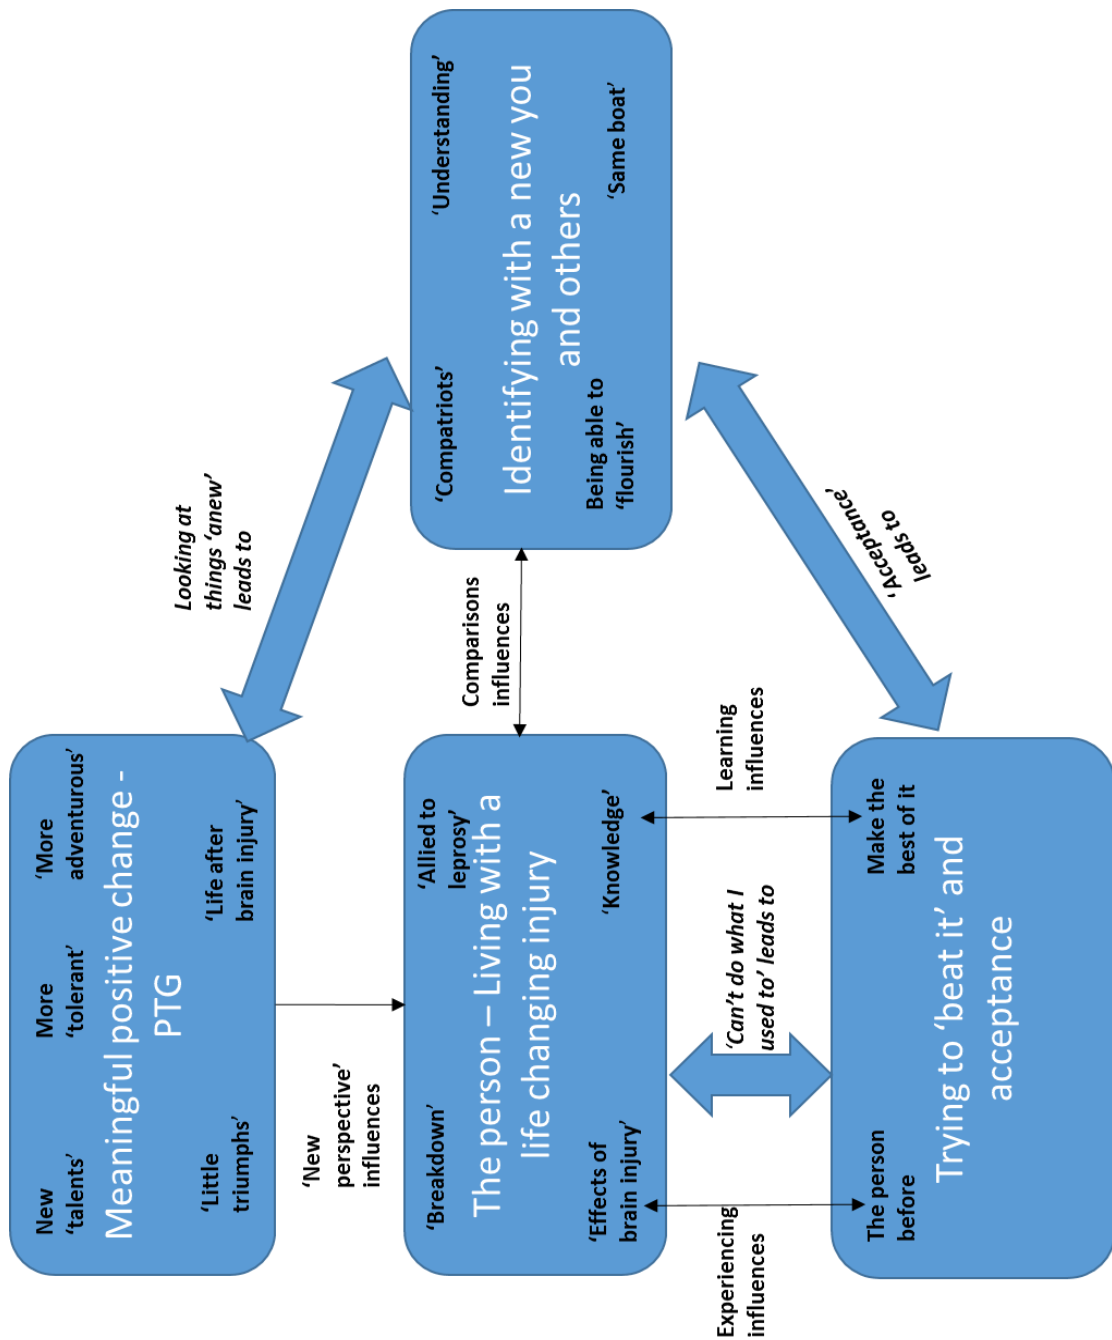 New
‘talents’
More
‘tolerant’
‘More
adventurous’
Meaningful positive change -
PTG
‘Little
triumphs’
‘Life after
brain injury’
‘New
perspective’
influences
Looking at
things ‘anew’
leads to
‘Breakdown’
‘Allied to
leprosy’
The person – Living with a
life changing injury
‘Effects of
brain injury’
‘Knowledge’
Comparisons
influences
‘Compatriots’
‘Understanding’
Identifying with a new you
and others
Being able to
‘flourish’
‘Same boat’
Experiencing
influences
‘Can’t do what I
used to’ leads to
Learning
influences
‘Acceptance’
leads to
The person
before
Make the
best of it
Trying to ‘beat it’ and
acceptance